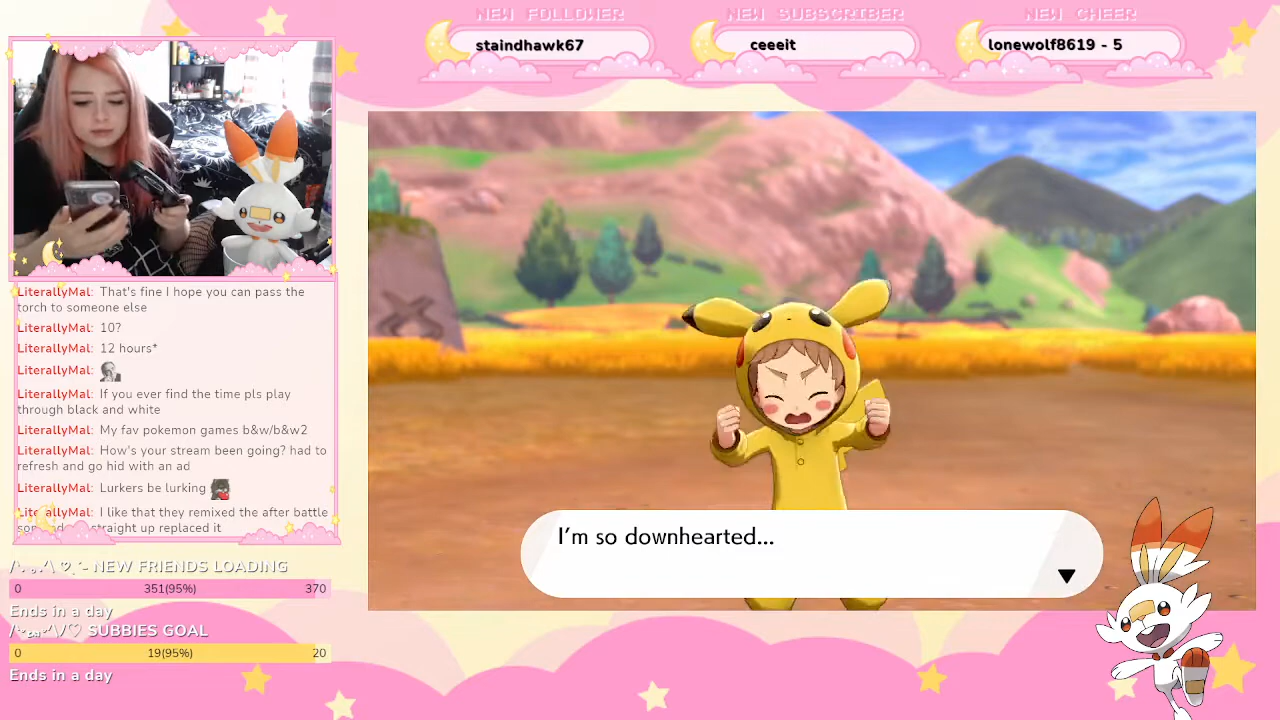 NEW FOLLOWER
NEW SUBSCRIBER
NEW CHEER
staindhawk67
ceeeit
lonewolf8619 - 5
LiterallyMal: That's fine I hope you can pass the
torch to someone else
LiterallyMal: 10?
LiterallyMal: 12 hours*
LiterallyMal:
LiterallyMal: If you ever find the time pls play
through black and white
LiterallyMal: My fav pokemon games b&w/b&w2
LiterallyMal: How's your stream been going? had to
refresh and go hid with an ad
LiterallyMal: Lurkers be lurking
LiterallyMal: I like that they remixed the after battle
straight up replaced it
I'm so downhearted...
NEW FRIENDS LOADING
0 351(95%) 370
Ends in a day
SUBBIES GOAL
0 19(95%) 20
Ends in a day